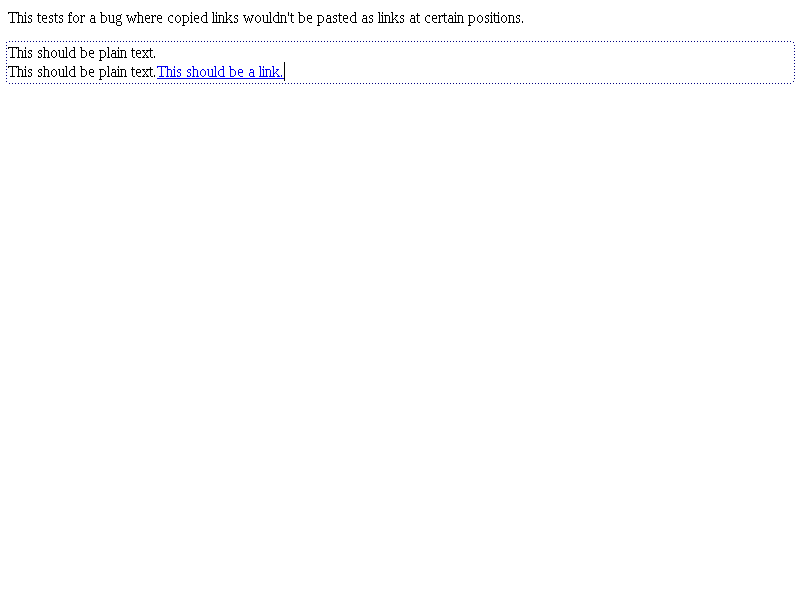 This tests for a bug where copied links wouldn't be pasted as links at certain positions.
This should be plain text.
This should be plain text.This should be a link.